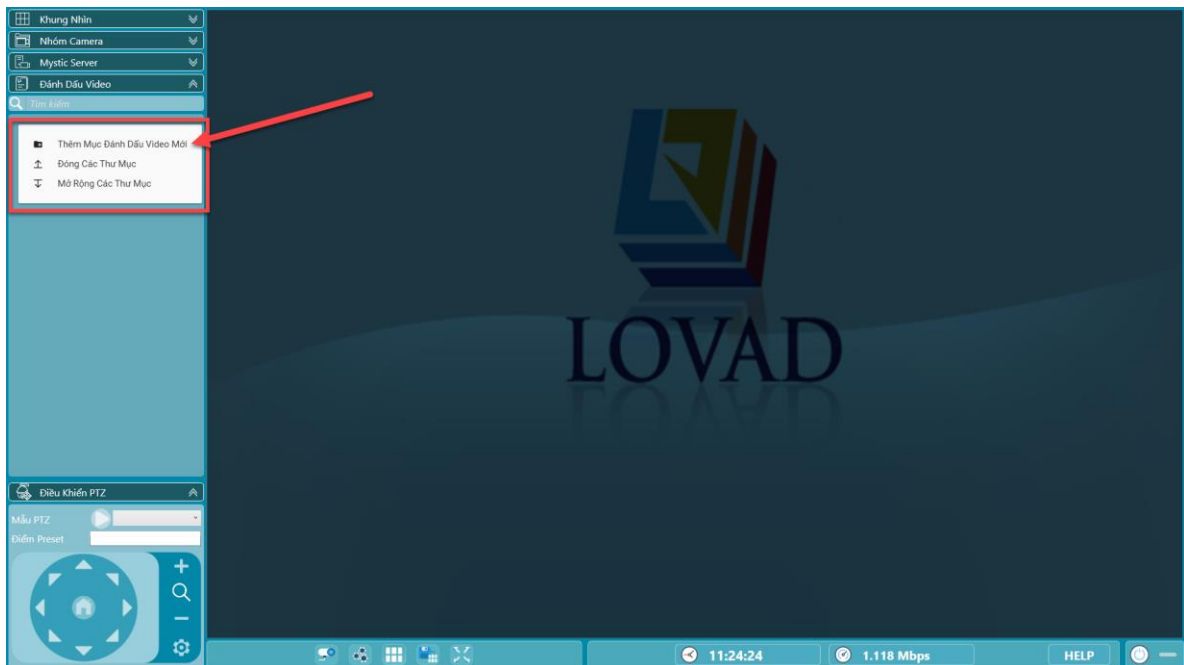 Khung Nhìn
Nhóm Camera
Mystic Server
Đánh Dấu Video
Tìm kiếm
Thêm Mục Đánh Dấu Video Mới
Đóng Các Thư Mục
Mở Rộng Các Thư Mục
LOVAD
Điều Khiển PTZ
Mẫu PTZ
Điểm Preset
11:24:24
1.118 Mbps
HELP